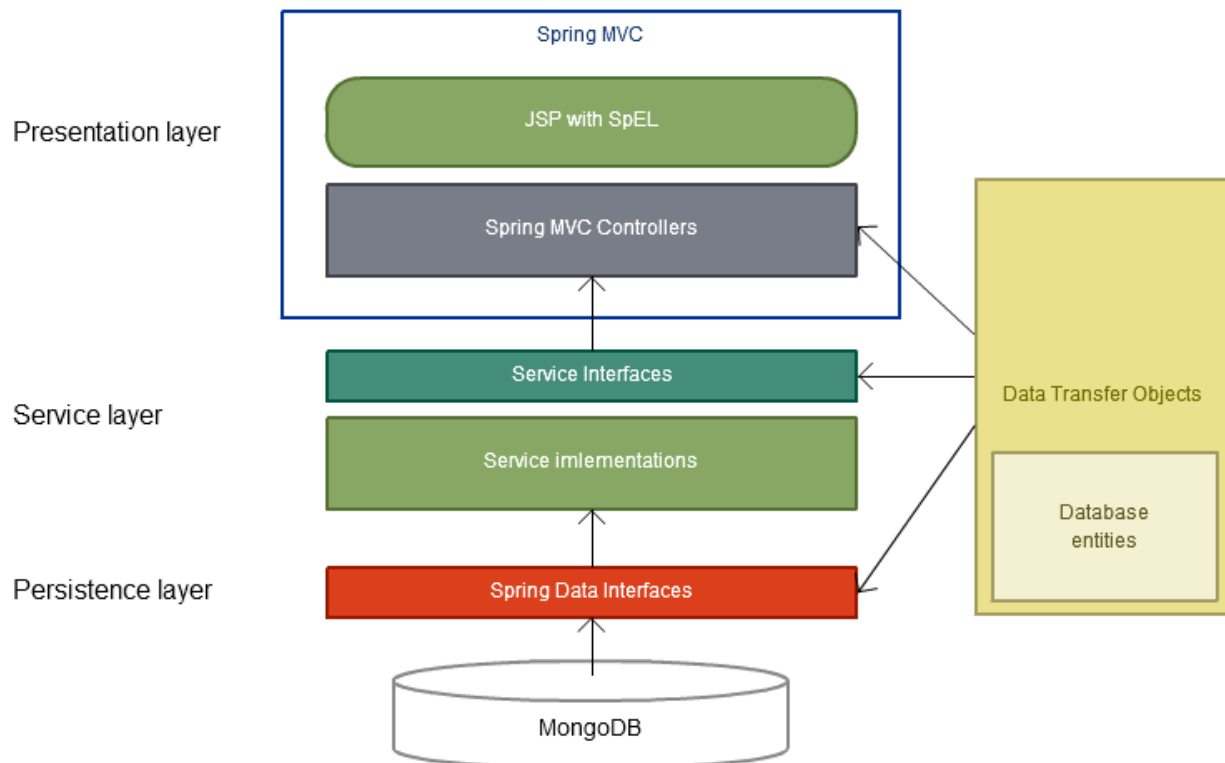 Spring MVC
JSP with SpEL
Presentation layer
Spring MVC Controllers
Service Interfaces
Data Transfer Objects
Service layer
Service imlementations
Database
entities
Persistence layer
Spring Data Interfaces
MongoDB